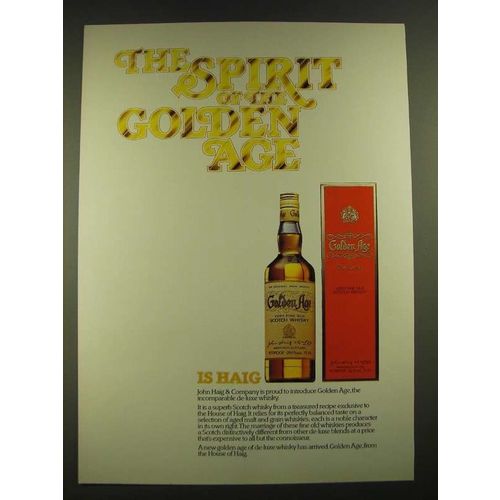 THE
SPIRIT
OF THE
GOLDEN
AGE
Golden Age
Golden Age
SCOTCH WHISKY
IS HAIG
John Haig & Company is proud to introduce Golden Age, the
incomparable de luxe whisky.
It is a superb Scotch whisky from a treasured recipe exclusive to
the House of Haig. It relies for its perfectly balanced taste on a
selection of aged malt and grain whiskies, each is a noble character
in its own right. The marriage of these fine old whiskies produces
a Scotch distinctively different from other de luxe blends at a price
that's expensive to all but the connoisseur.
A new golden age of de luxe whisky has arrived. Golden Age, from
the House of Haig.